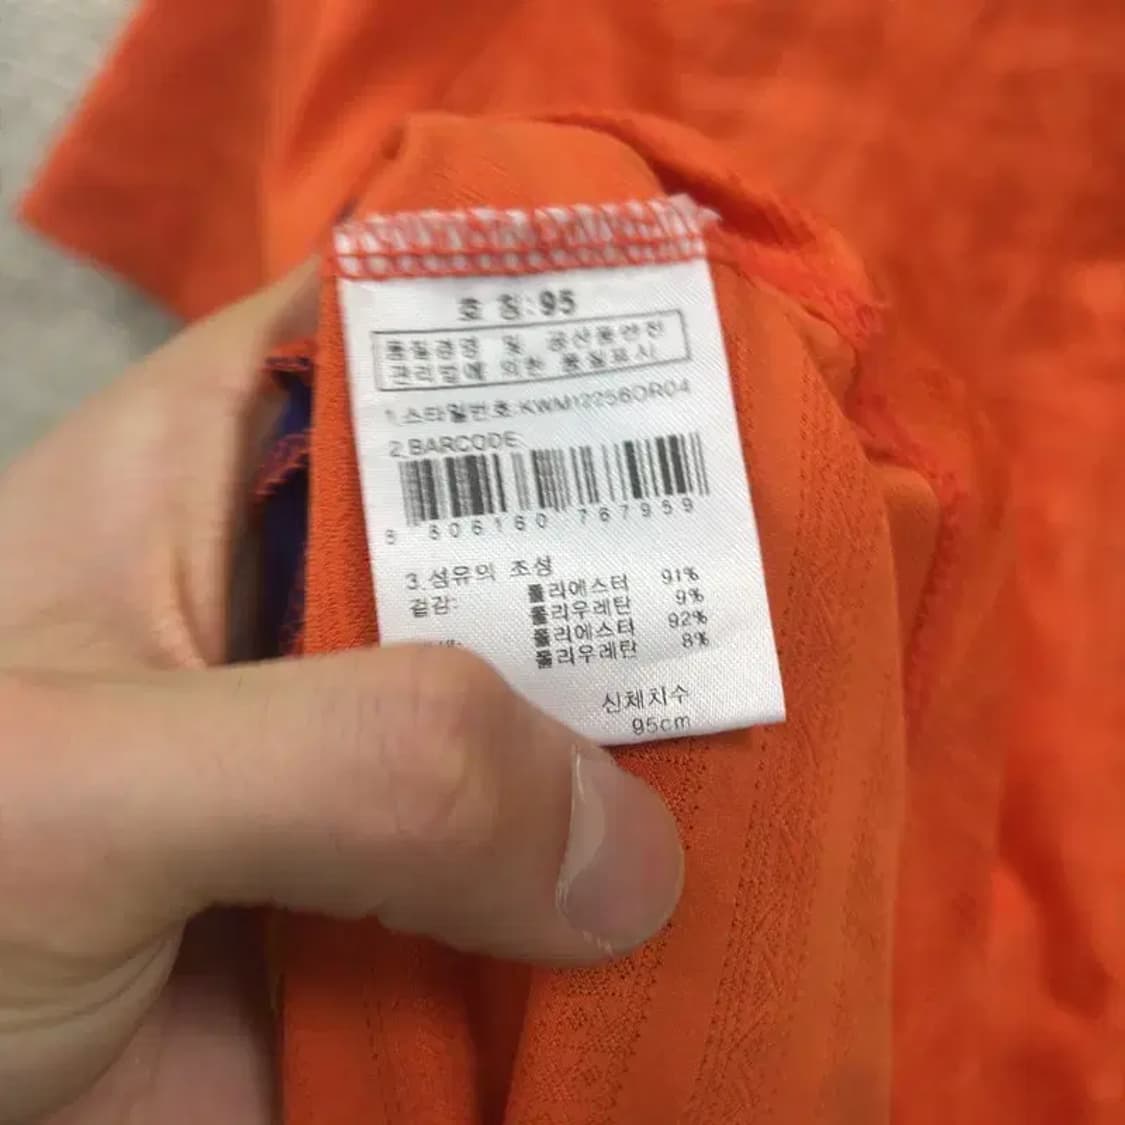 호 칭:95
품질경영 및 공산품안전
관리법에 의한 품질표시
1.스타일번호:KWM12256OR04
2.BARCODE:
8 806160 767959
3.섬유의 조성
겉감: 폴리에스터 91%
폴리우레탄 9%
폴리에스터 92%
폴리우레탄 8%
신체치수
95cm